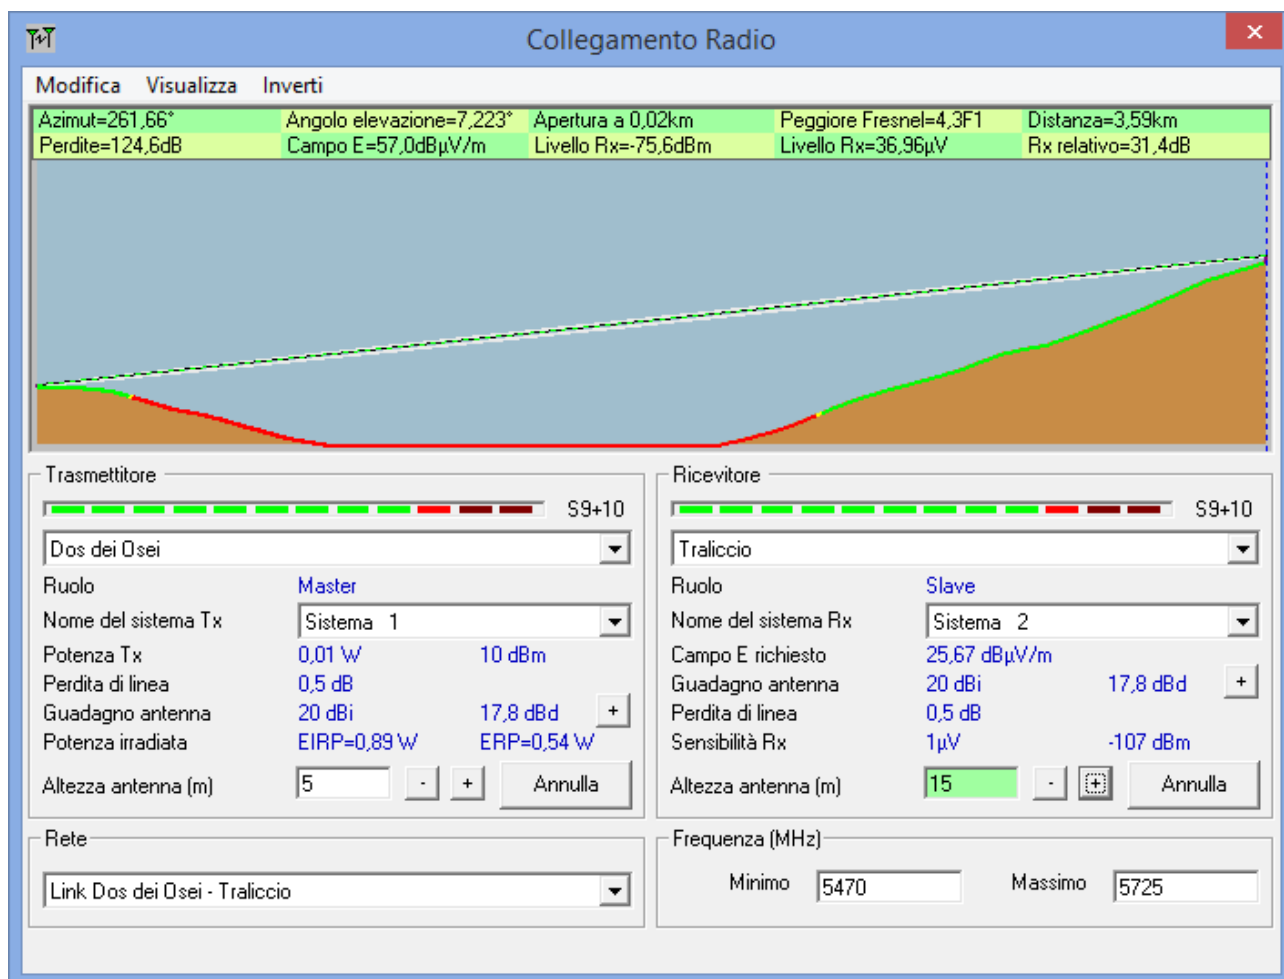 Collegamento Radio
Modifica Visualizza Inverti
Azimut=261,66° Angolo elevazione=7,223° Apertura a 0,02km Peggiore Fresnel=4,3F1 Distanza=3,59km
Perdite=124,6dB Campo E=57,0dBµV/m Livello Rx=-75,6dBm Livello Rx=36,96µV Rx relativo=31,4dB
Trasmettitore
S9+10
Dos dei Osei
Ruolo Master
Nome del sistema Tx Sistema 1
Potenza Tx 0,01 W 10 dBm
Perdita di linea 0,5 dB
Guadagno antenna 20 dBi 17,8 dBd +
Potenza irradiata EIRP=0,89 W ERP=0,54 W
Altezza antenna (m) 5 - + Annulla
Ricevitore
S9+10
Traliccio
Ruolo Slave
Nome del sistema Rx Sistema 2
Campo E richiesto 25,67 dBµV/m
Guadagno antenna 20 dBi 17,8 dBd +
Perdita di linea 0,5 dB
Sensibilità Rx 1µV -107 dBm
Altezza antenna (m) 15 - + Annulla
Rete
Link Dos dei Osei - Traliccio
Frequenza (MHz)
Minimo 5470 Massimo 5725